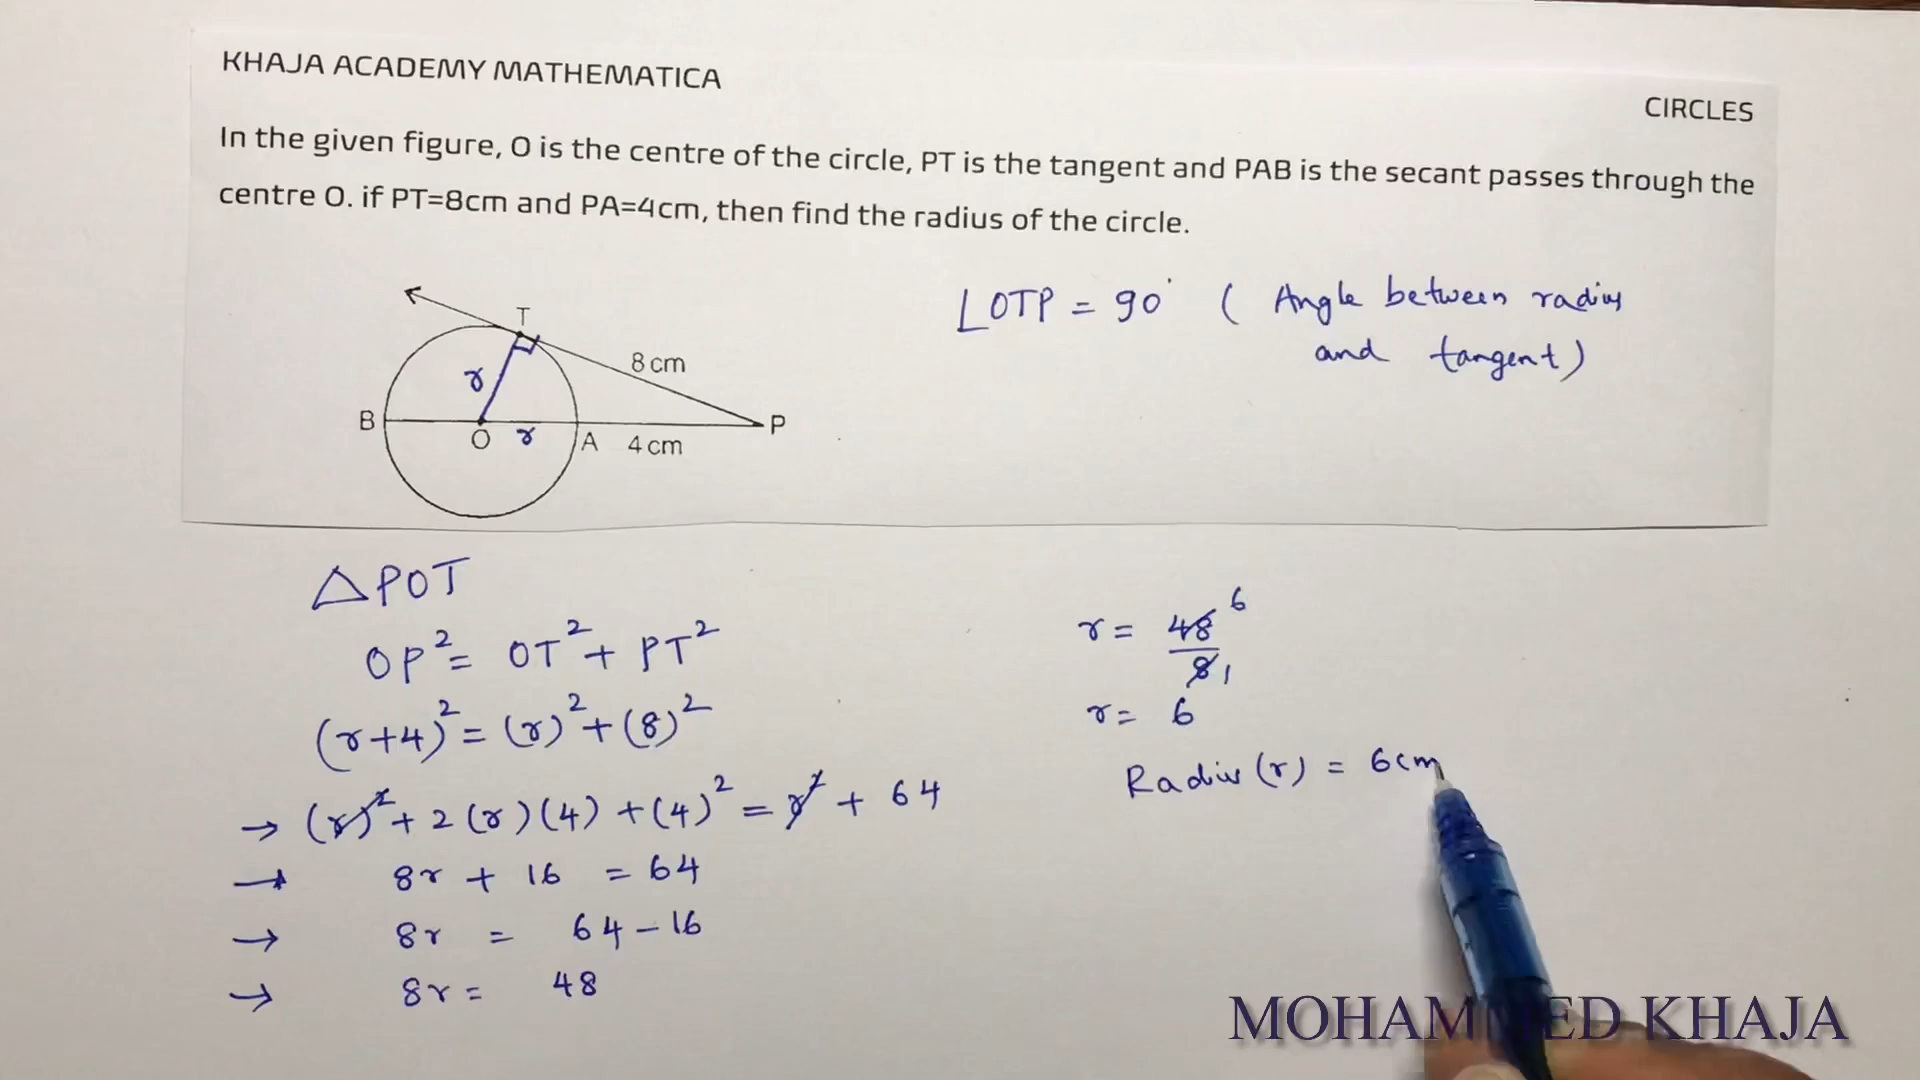 KHAJA ACADEMY MATHEMATICA
CIRCLES
In the given figure, O is the centre of the circle, PT is the tangent and PAB is the secant passes through the
centre O. if PT=8cm and PA=4cm, then find the radius of the circle.
T
8 cm
r
B
O
r
A
4 cm
P
∠OTP = 90° ( Angle between radius
and tangent)
△POT
OP² = OT² + PT²
(r+4)² = (r)² + (8)²
→ (r)² + 2(r)(4) + (4)² = r² + 64
→ 8r + 16 = 64
→ 8r = 64 - 16
→ 8r = 48
r = 48/8 6 1
r = 6
Radius (r) = 6cm
MOHAMMED KHAJA